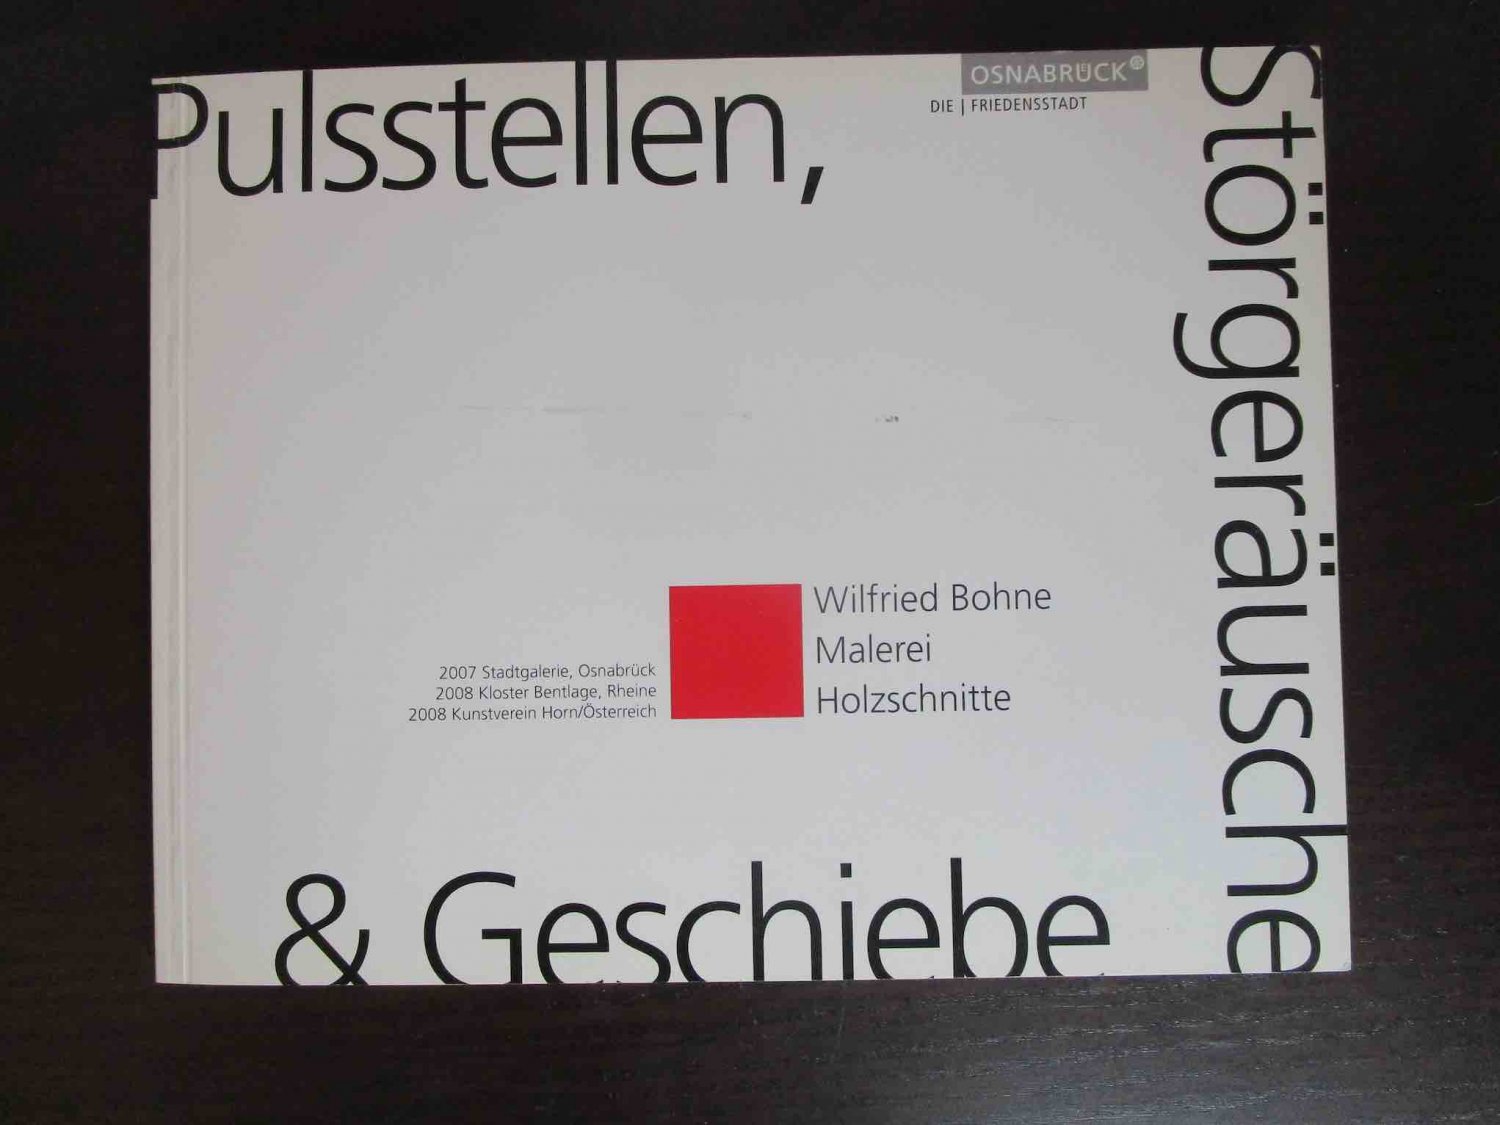 Pulsstellen,
OSNABRÜCK
DIE | FRIEDENSSTADT
Störgeräusche
Wilfried Bohne
Malerei
Holzschnitte
2007 Stadtgalerie, Osnabrück
2008 Kloster Bentlage, Rheine
2008 Kunstverein Horn/Österreich
& Geschiebe